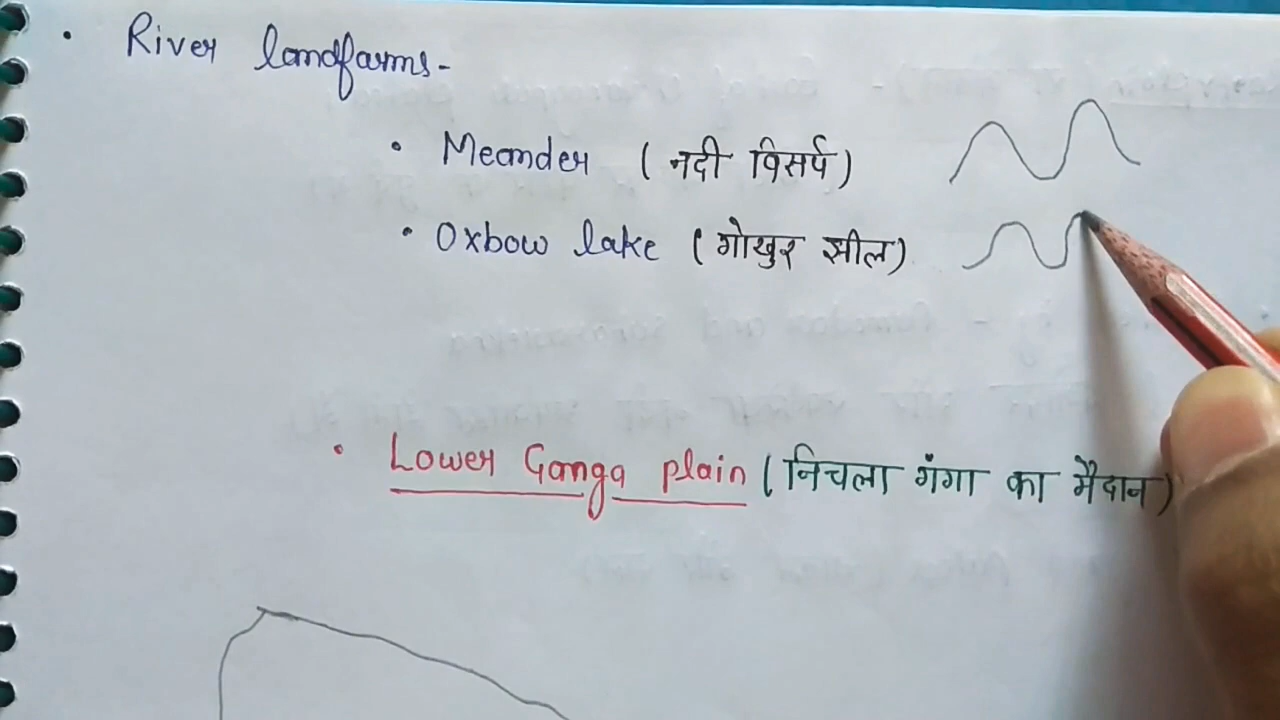 • River landfarms-
• Meander (नदी विसर्प)
• Oxbow lake (गोखुर झील)
• Lower Ganga plain (निचला गंगा का मैदान)